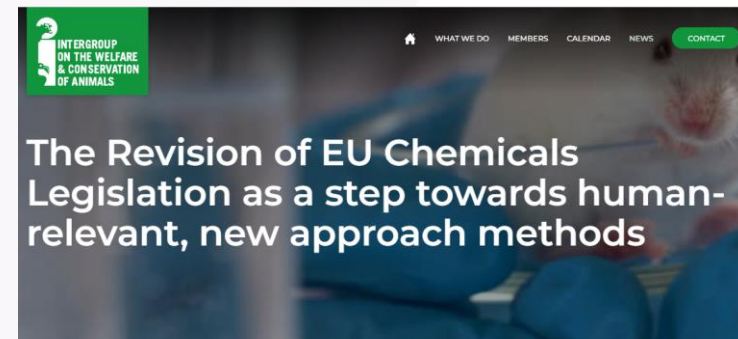 INTERGROUP
ON THE WELFARE
& CONSERVATION
OF ANIMALS
WHAT WE DO MEMBERS CALENDAR NEWS CONTACT
The Revision of EU Chemicals
Legislation as a step towards human-
relevant, new approach methods